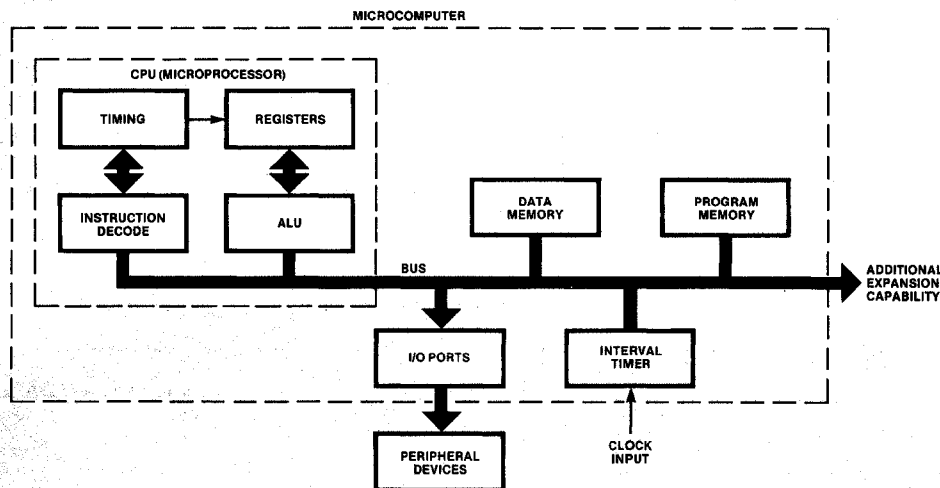 MICROCOMPUTER
CPU (MICROPROCESSOR)
TIMING
REGISTERS
INSTRUCTION
DECODE
ALU
DATA
MEMORY
PROGRAM
MEMORY
BUS
ADDITIONAL
EXPANSION
CAPABILITY
I/O PORTS
INTERVAL
TIMER
PERIPHERAL
DEVICES
CLOCK
INPUT